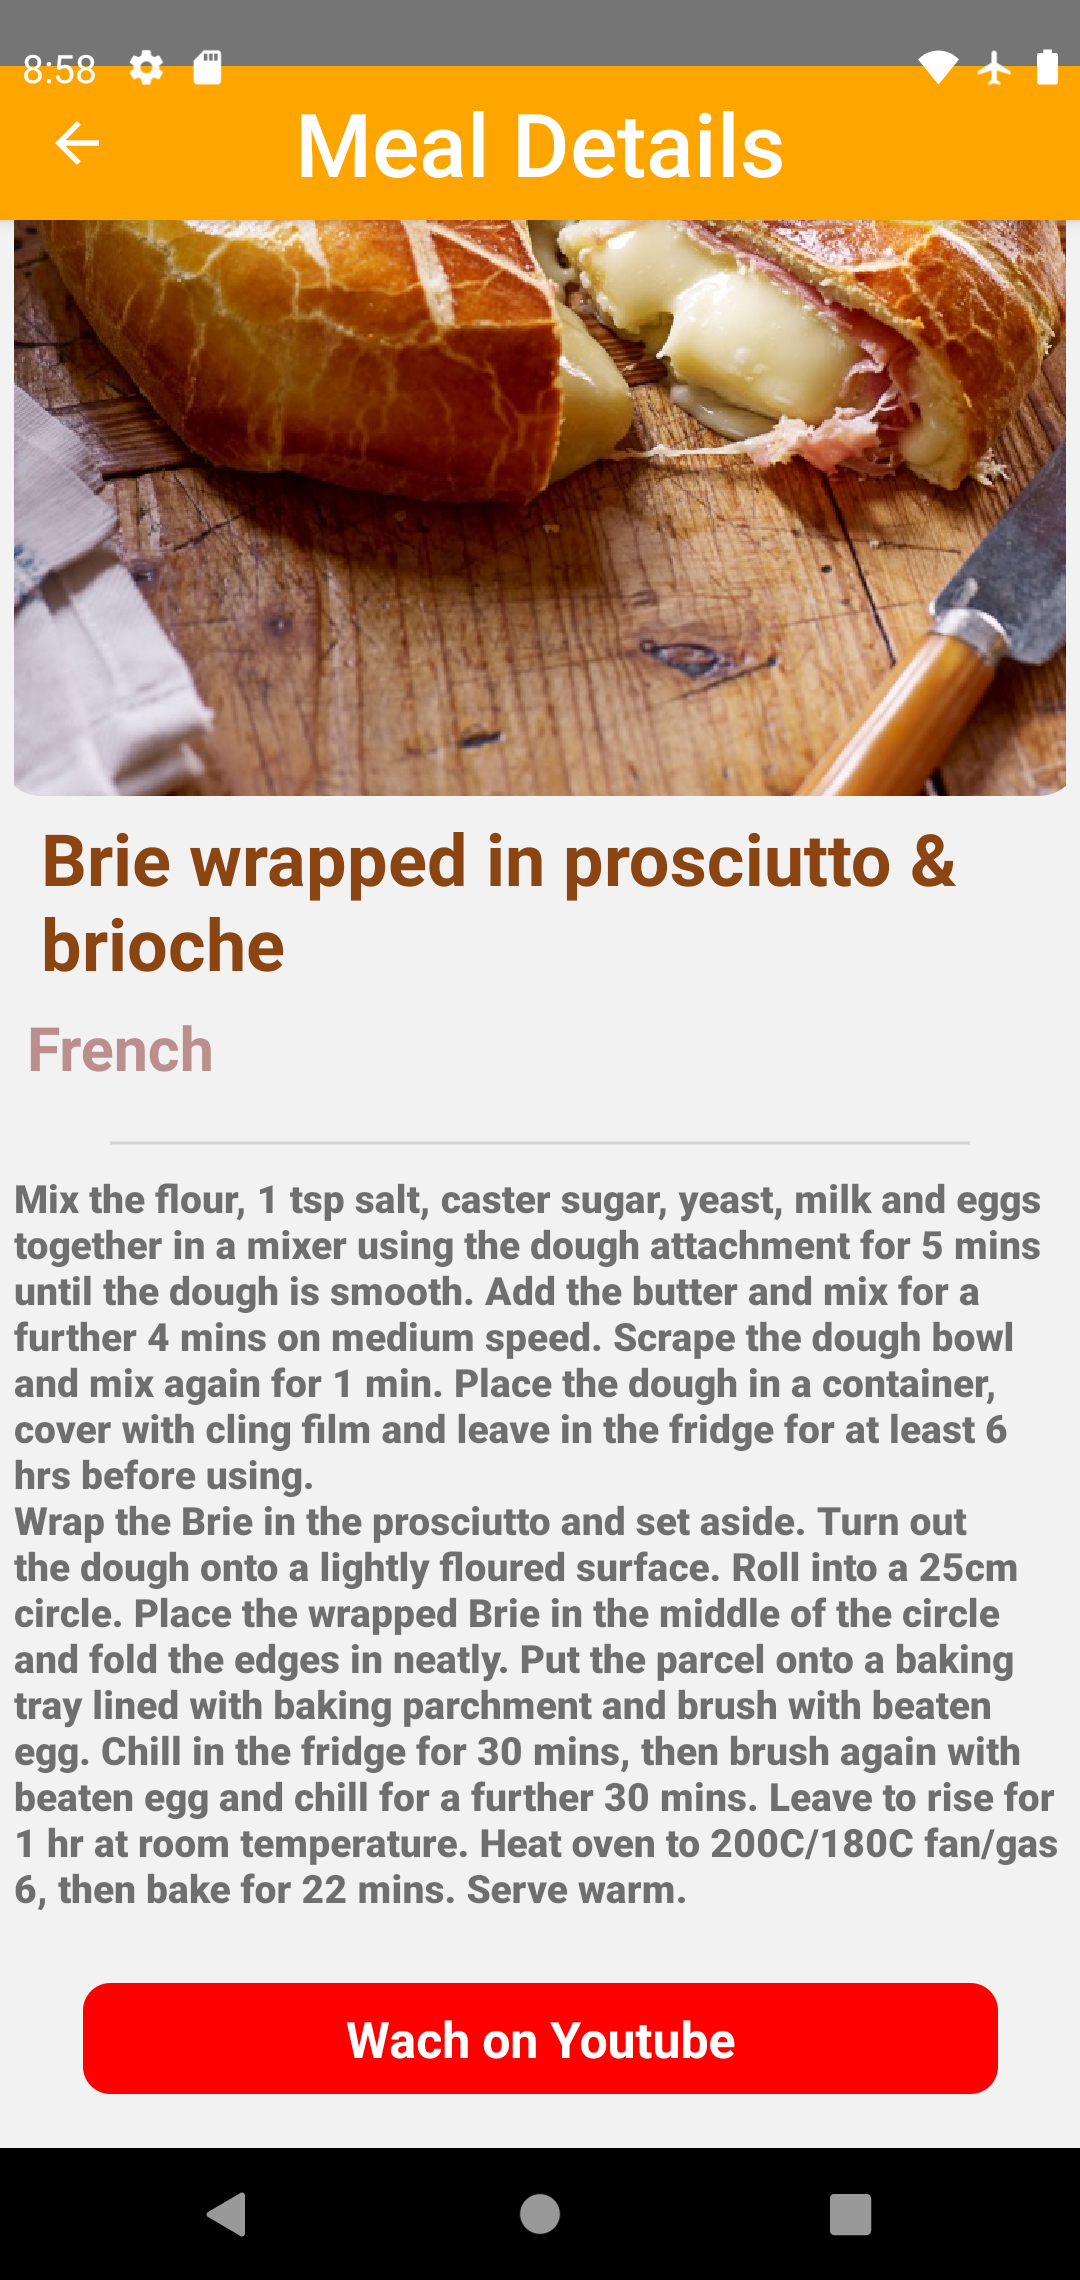 8:58
Meal Details
Brie wrapped in prosciutto &
brioche
French
Mix the flour, 1 tsp salt, caster sugar, yeast, milk and eggs
together in a mixer using the dough attachment for 5 mins
until the dough is smooth. Add the butter and mix for a
further 4 mins on medium speed. Scrape the dough bowl
and mix again for 1 min. Place the dough in a container,
cover with cling film and leave in the fridge for at least 6
hrs before using.
Wrap the Brie in the prosciutto and set aside. Turn out
the dough onto a lightly floured surface. Roll into a 25cm
circle. Place the wrapped Brie in the middle of the circle
and fold the edges in neatly. Put the parcel onto a baking
tray lined with baking parchment and brush with beaten
egg. Chill in the fridge for 30 mins, then brush again with
beaten egg and chill for a further 30 mins. Leave to rise for
1 hr at room temperature. Heat oven to 200C/180C fan/gas
6, then bake for 22 mins. Serve warm.
Wach on Youtube